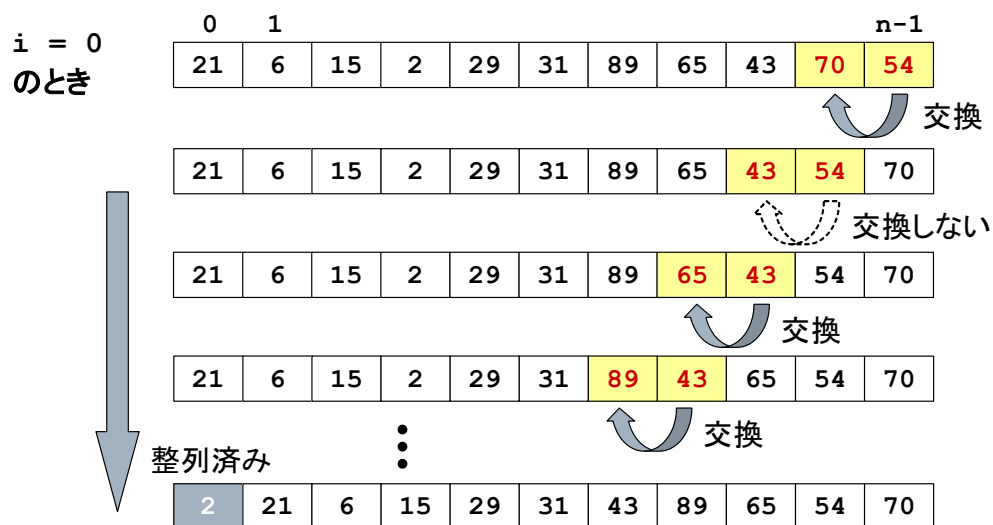 0 1 n-1
i = 0
のとき
21 6 15 2 29 31 89 65 43 70 54
交換
21 6 15 2 29 31 89 65 43 54 70
交換しない
21 6 15 2 29 31 89 65 43 54 70
交換
21 6 15 2 29 31 89 43 65 54 70
交換
整列済み
2 21 6 15 29 31 43 89 65 54 70